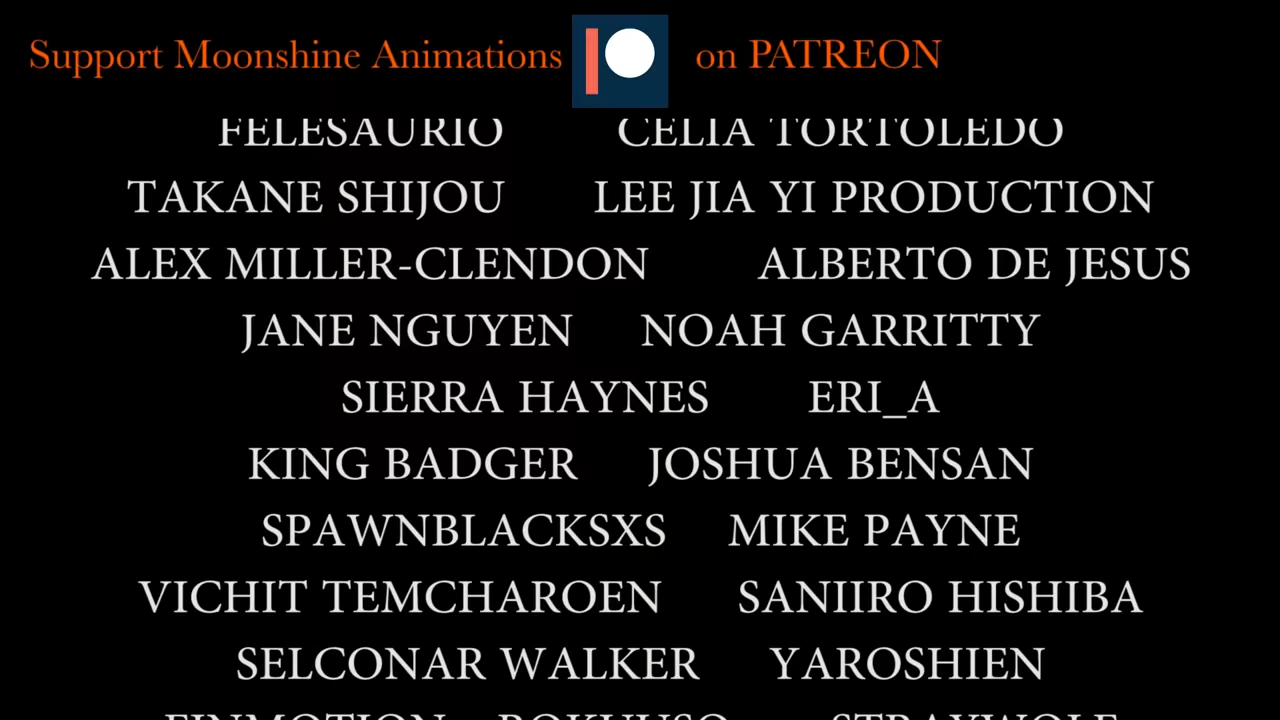 Support Moonshine Animations on PATREON
FELESAURIO CELIA TORTOLEDO
TAKANE SHIJOU LEE JIA YI PRODUCTION
ALEX MILLER-CLENDON ALBERTO DE JESUS
JANE NGUYEN NOAH GARRITTY
SIERRA HAYNES ERI_A
KING BADGER JOSHUA BENSAN
SPAWNBLACKSXS MIKE PAYNE
VICHIT TEMCHAROEN SANIIRO HISHIBA
SELCONAR WALKER YAROSHIEN